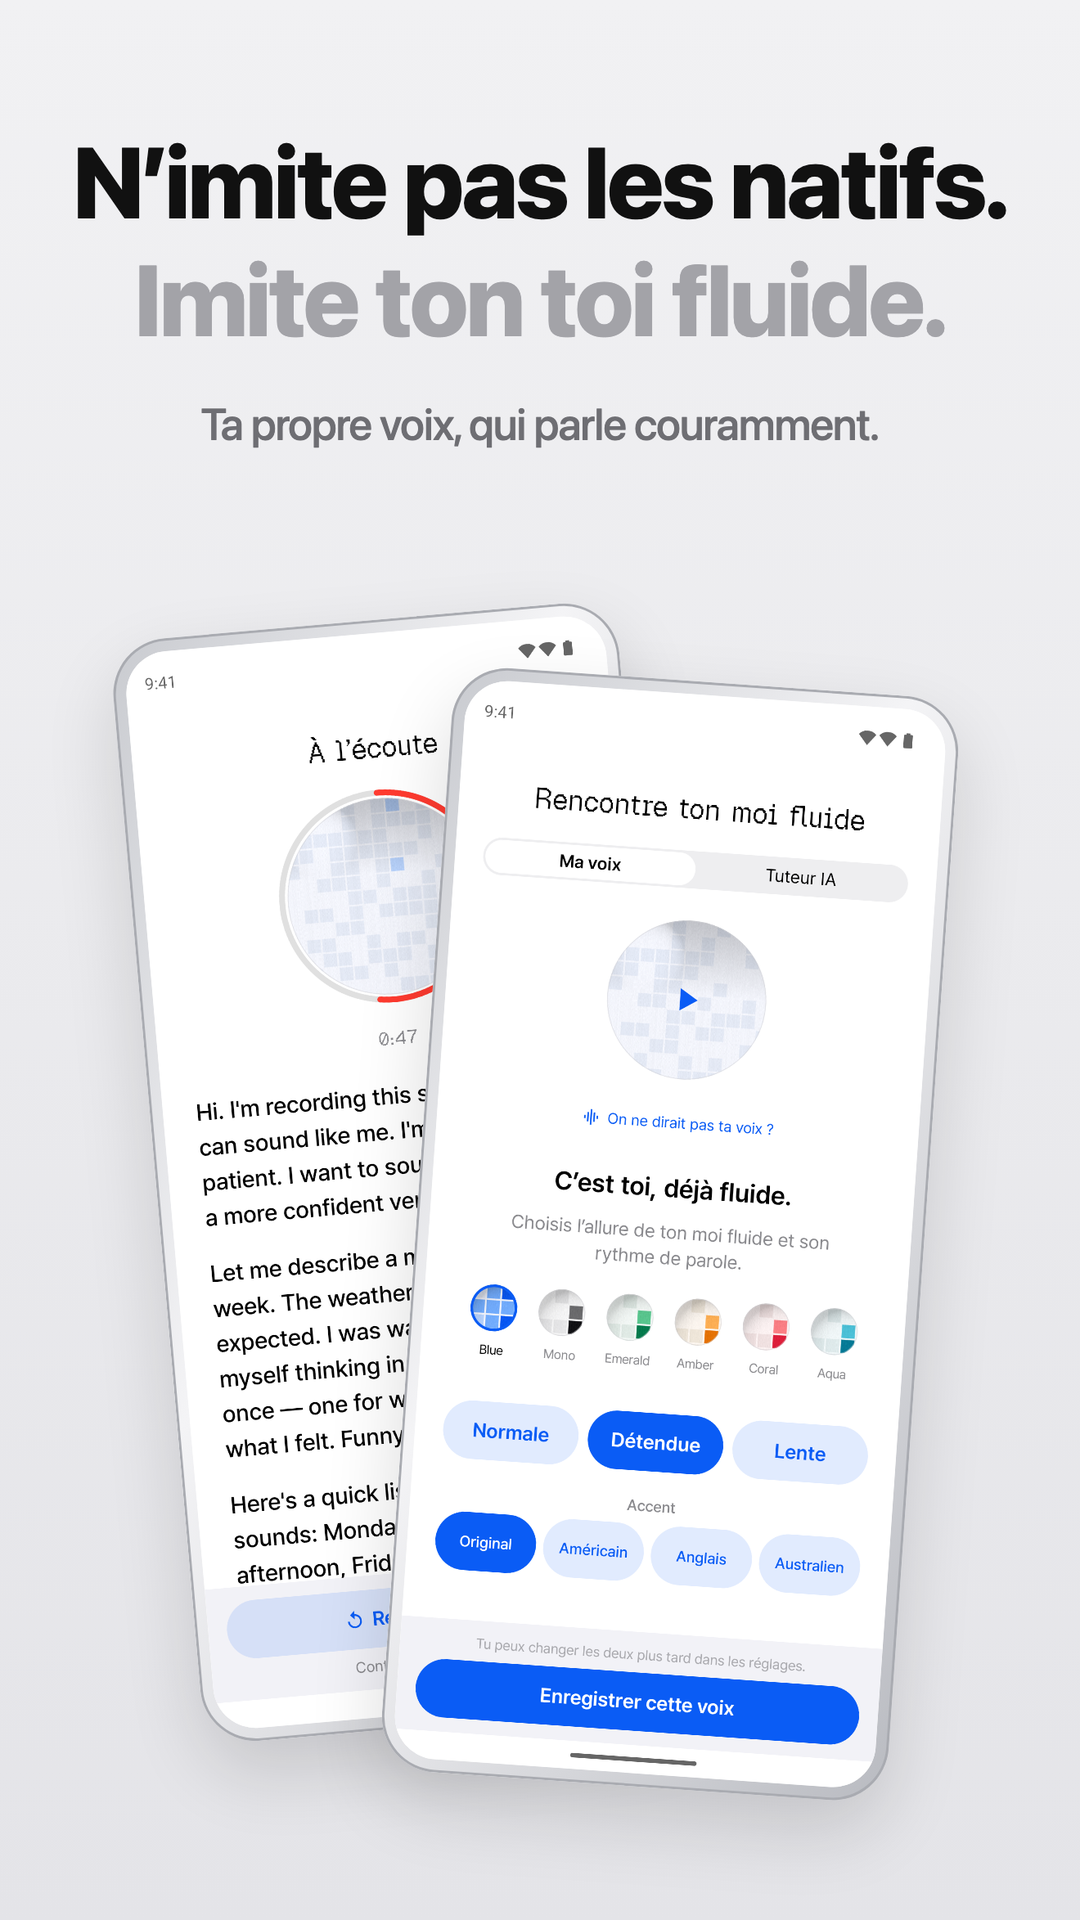 N’imite pas les natifs.
Imite ton toi fluide.
Ta propre voix, qui parle couramment.
9:41
À l’écoute
0:47
Hi. I'm recording this
can sound like me. I'm
patient. I want to
a more confident
Let me describe a
week. The weather
expected. I was
myself thinking in
once — one for
what I felt. Funny
Here's a quick
sounds:
afternoon,
9:41
Rencontre ton moi fluide
Ma voix
Tuteur IA
On ne dirait pas ta voix ?
C’est toi, déjà fluide.
Choisis l’allure de ton moi fluide et son
rythme de parole.
Blue
Mono
Emerald
Amber
Coral
Aqua
Normale
Détendue
Lente
Accent
Original
Américain
Anglais
Australien
Tu peux changer les deux plus tard dans les réglages.
Enregistrer cette voix